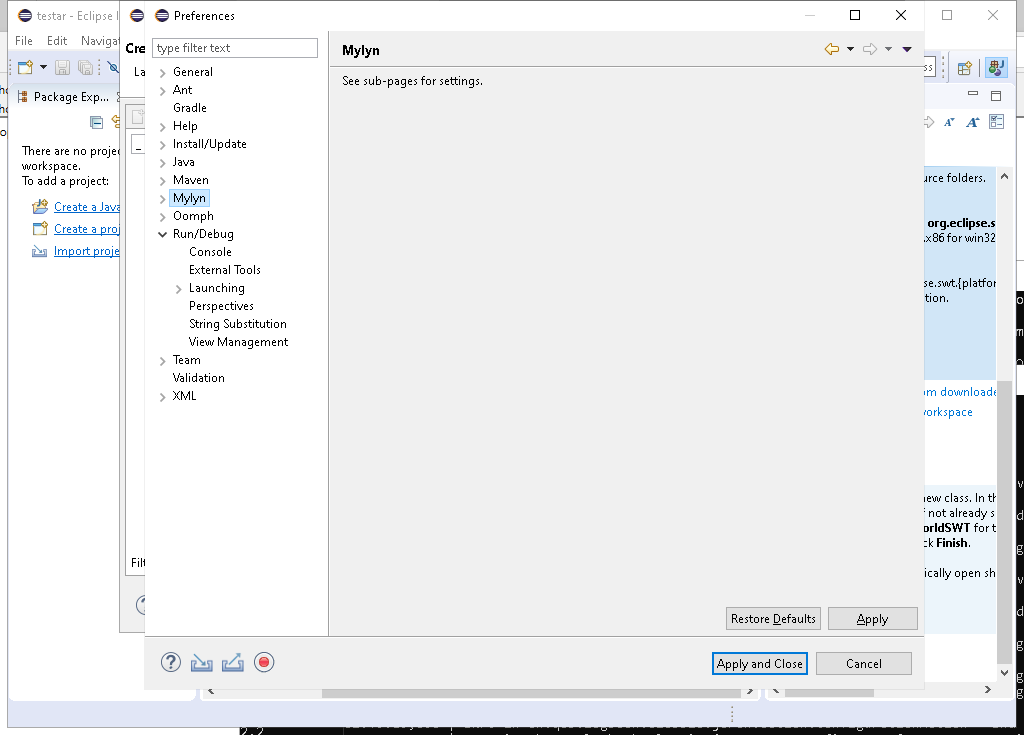 testar - Eclipse I
Preferences
File Edit Navigat
Cre
type filter text
Mylyn
See sub-pages for settings.
La
Package Exp...
There are no projec
workspace.
To add a project:
Create a Java
Create a proj
Import proje
General
Ant
Gradle
Help
Install/Update
Java
Maven
Mylyn
Oomph
Run/Debug
Console
External Tools
Launching
Perspectives
String Substitution
View Management
Team
Validation
XML
Filt
urce folders.
org.eclipse.s
.x86 for win32
se.swt.{platfor
tion.
om downloade
workspace
new class. In th
f not already s
orldSWT for t
ck Finish.
ically open sh
Restore Defaults
Apply
Apply and Close
Cancel